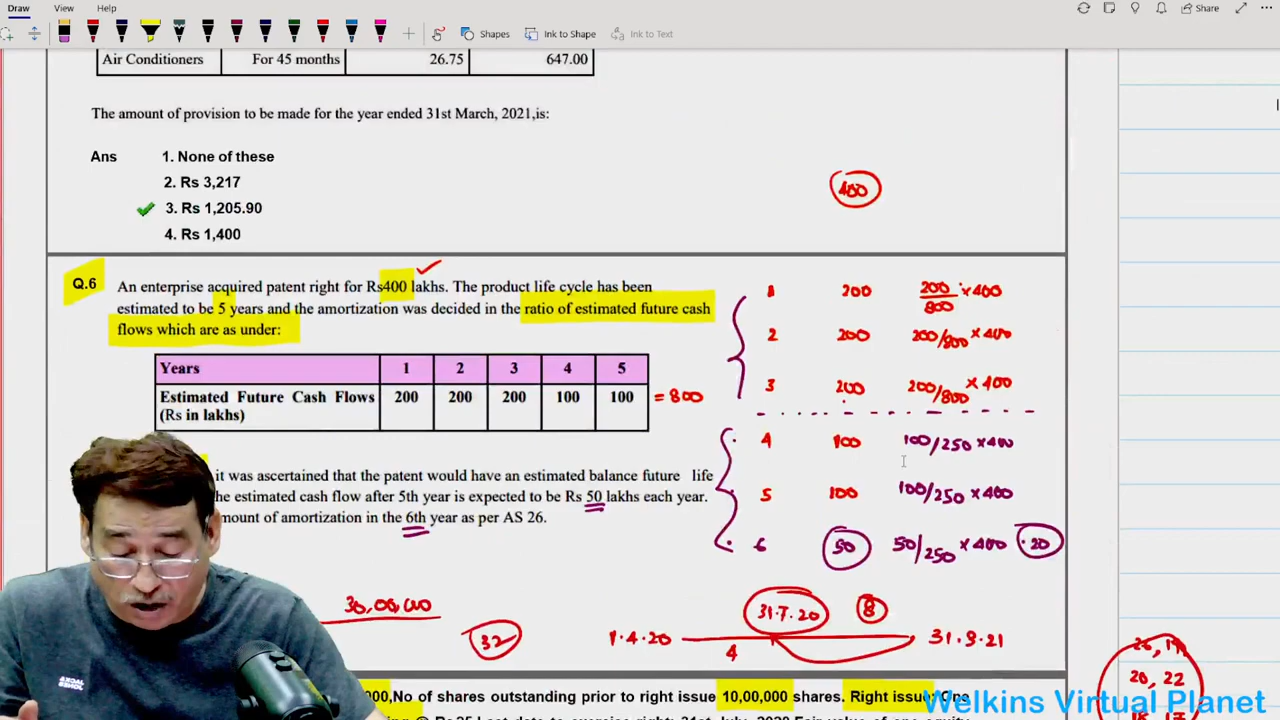 Draw View Help Share
Shapes Ink to Shape Ink to Text
Air Conditioners For 45 months 26.75 647.00
The amount of provision to be made for the year ended 31st March, 2021,is:
Ans 1. None of these
2. Rs 3,217
3. Rs 1,205.90
4. Rs 1,400
400
Q.6 An enterprise acquired patent right for Rs400 lakhs. The product life cycle has been
estimated to be 5 years and the amortization was decided in the ratio of estimated future cash
flows which are as under:
Years 1 2 3 4 5
Estimated Future Cash Flows 200 200 200 100 100 = 800
(Rs in lakhs)
it was ascertained that the patent would have an estimated balance future life
he estimated cash flow after 5th year is expected to be Rs 50 lakhs each year.
mount of amortization in the 6th year as per AS 26.
1 200 200/800 × 400
2 200 200/800 × 400
3 200 200/800 × 400
4 100 100/250 × 400
5 100 100/250 × 400
6 50 50/250 × 400 20
30,00,000
32
31.7.20 8
1.4.20 4 31.3.21
20, 22
000,No of shares outstanding prior to right issue 10,00,000 shares. Right issue:One
Welkins Virtual Planet